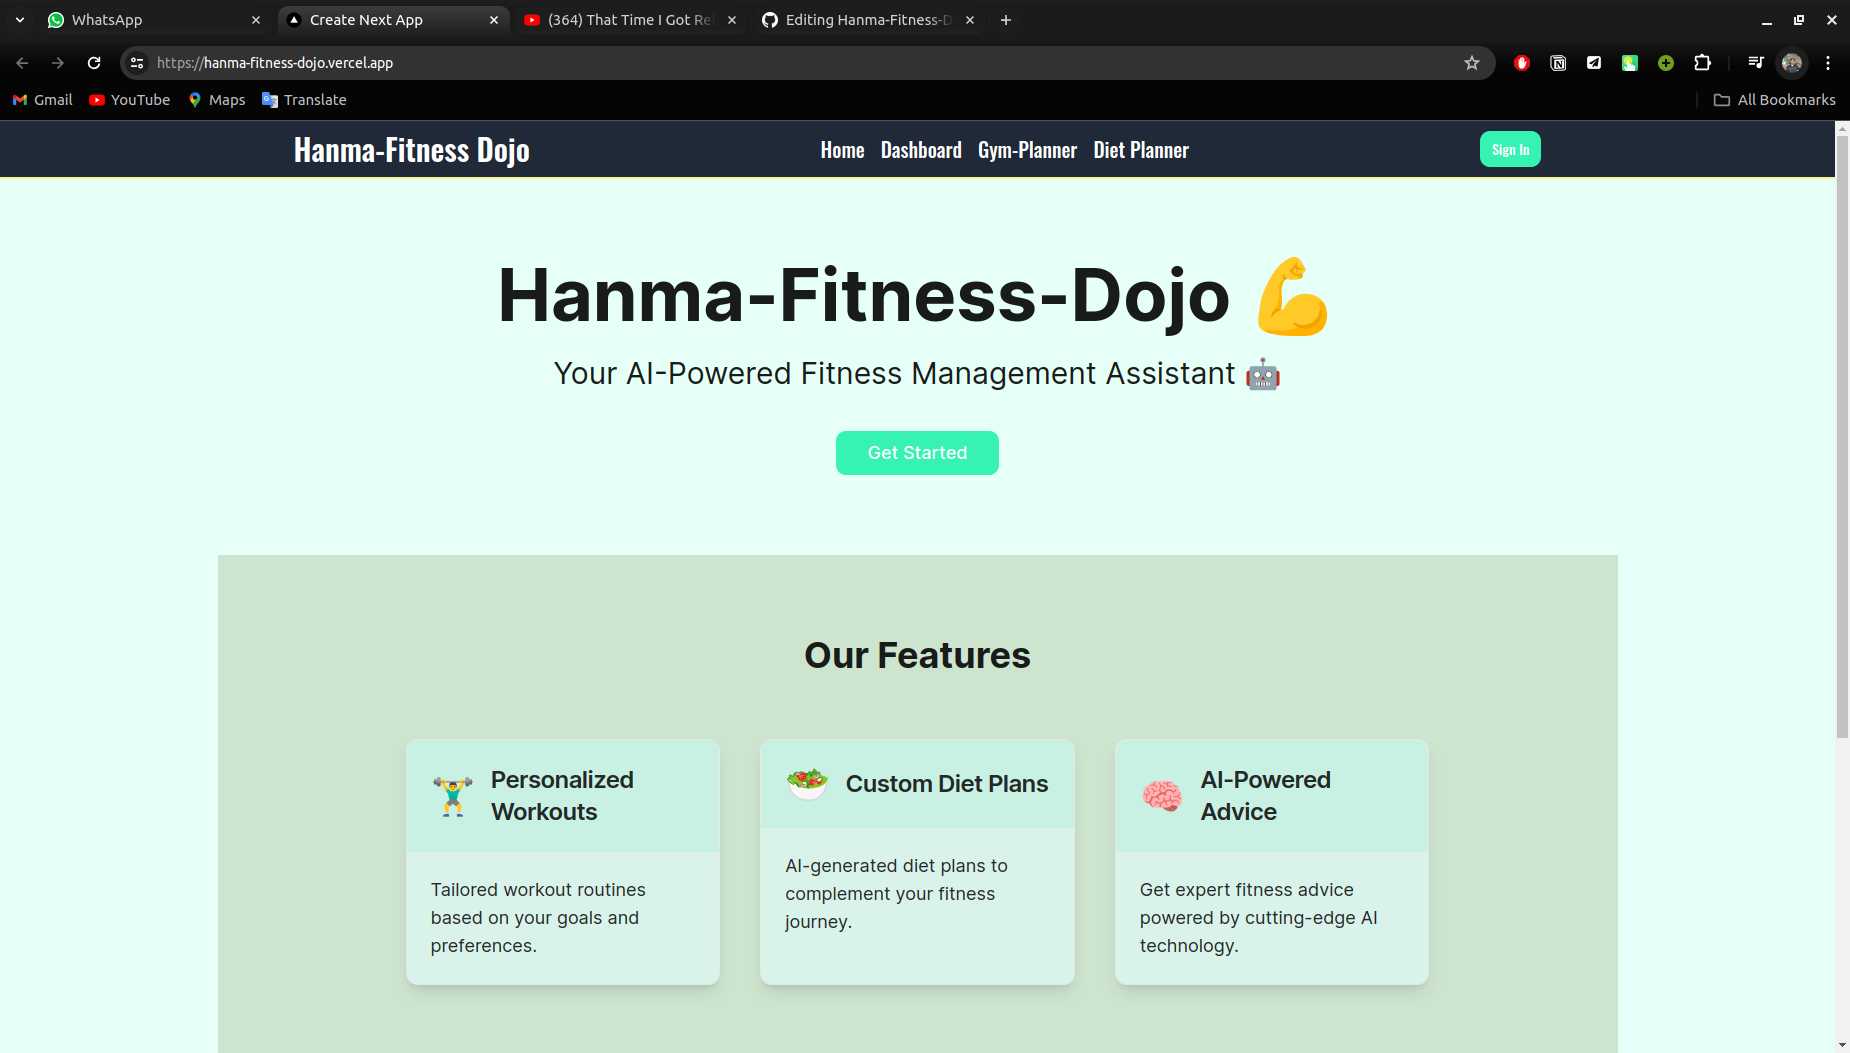 WhatsApp
Create Next App
(364) That Time I Got Re
Editing Hanma-Fitness-D
https://hanma-fitness-dojo.vercel.app
Gmail YouTube Maps Translate All Bookmarks
Hanma-Fitness Dojo Home Dashboard Gym-Planner Diet Planner Sign In
Hanma-Fitness-Dojo 💪
Your AI-Powered Fitness Management Assistant 🤖
Get Started
Our Features
Personalized
Workouts
Tailored workout routines
based on your goals and
preferences.
Custom Diet Plans
AI-generated diet plans to
complement your fitness
journey.
AI-Powered
Advice
Get expert fitness advice
powered by cutting-edge AI
technology.